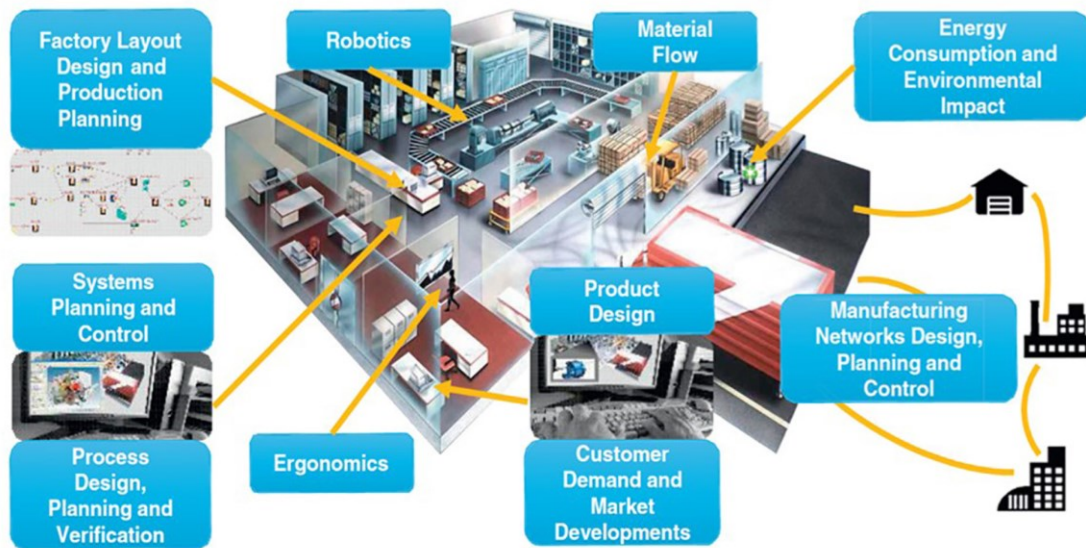 Factory Layout
Design and
Production
Planning
Robotics
Material
Flow
Energy
Consumption and
Environmental
Impact
Systems
Planning and
Control
Product
Design
Manufacturing
Networks Design,
Planning and
Control
Process
Design,
Planning and
Verification
Ergonomics
Customer
Demand and
Market
Developments